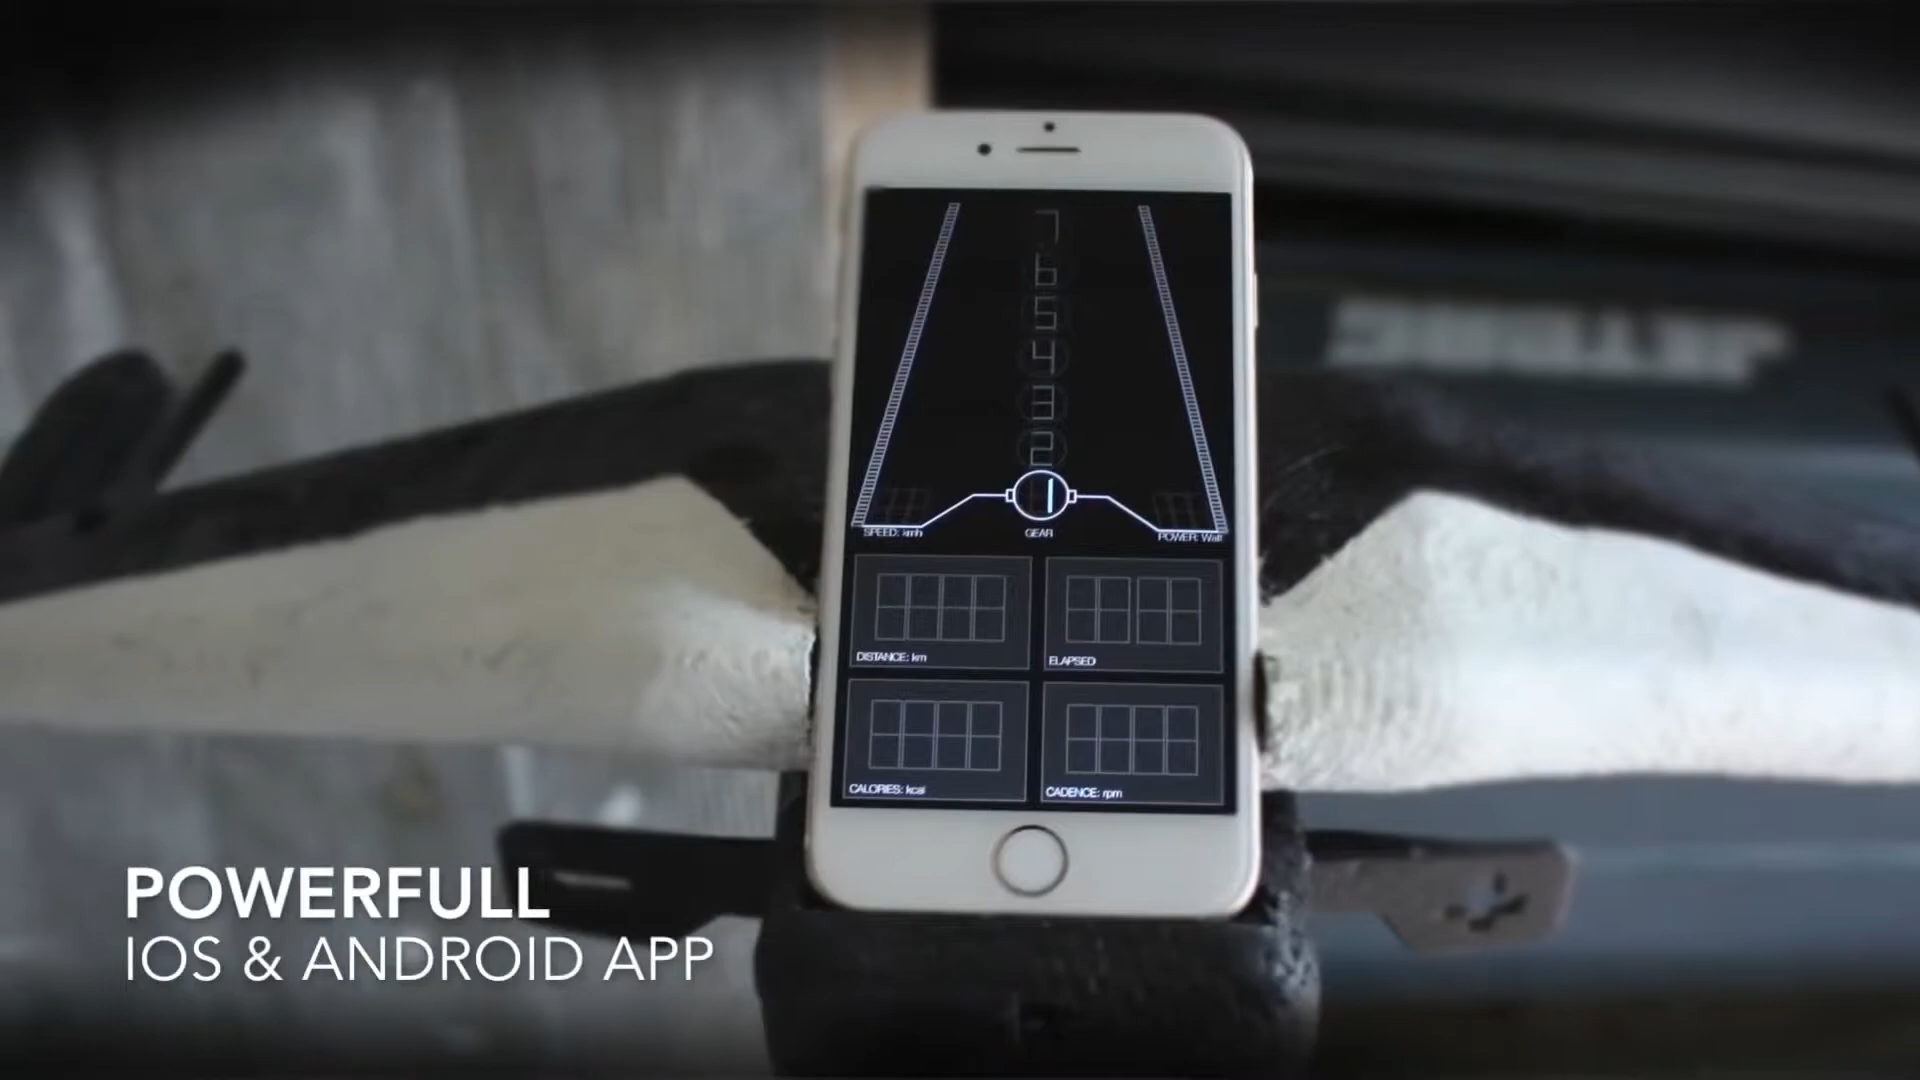 7
6
5
4
3
2
1
SPEED: kmh
GEAR
POWER: Watt
DISTANCE: km
ELAPSED
CALORIES: kcal
CADENCE: rpm
POWERFULL
IOS & ANDROID APP